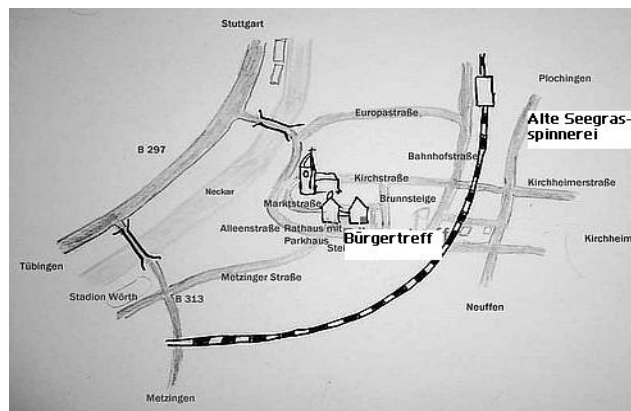 Stuttgart
Plochingen
Alte Seegras-
spinnerei
Europastraße
B 297
Bahnhofstraße
Kirchstraße
Kirchheimerstraße
Neckar
Brunnsteige
Marktstraße
Alleenstraße Rathaus mit
Bürgertreff
Parkhaus
Kirchheim
Tübingen
Metzinger Straße
Stadion Wörth
B 313
Neuffen
Metzingen